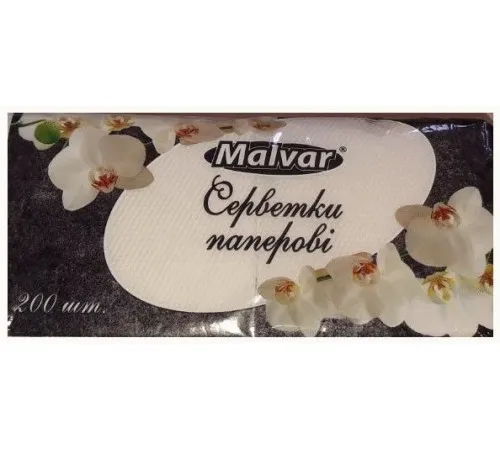 Malvar®
Серветки
паперові
200 шт.